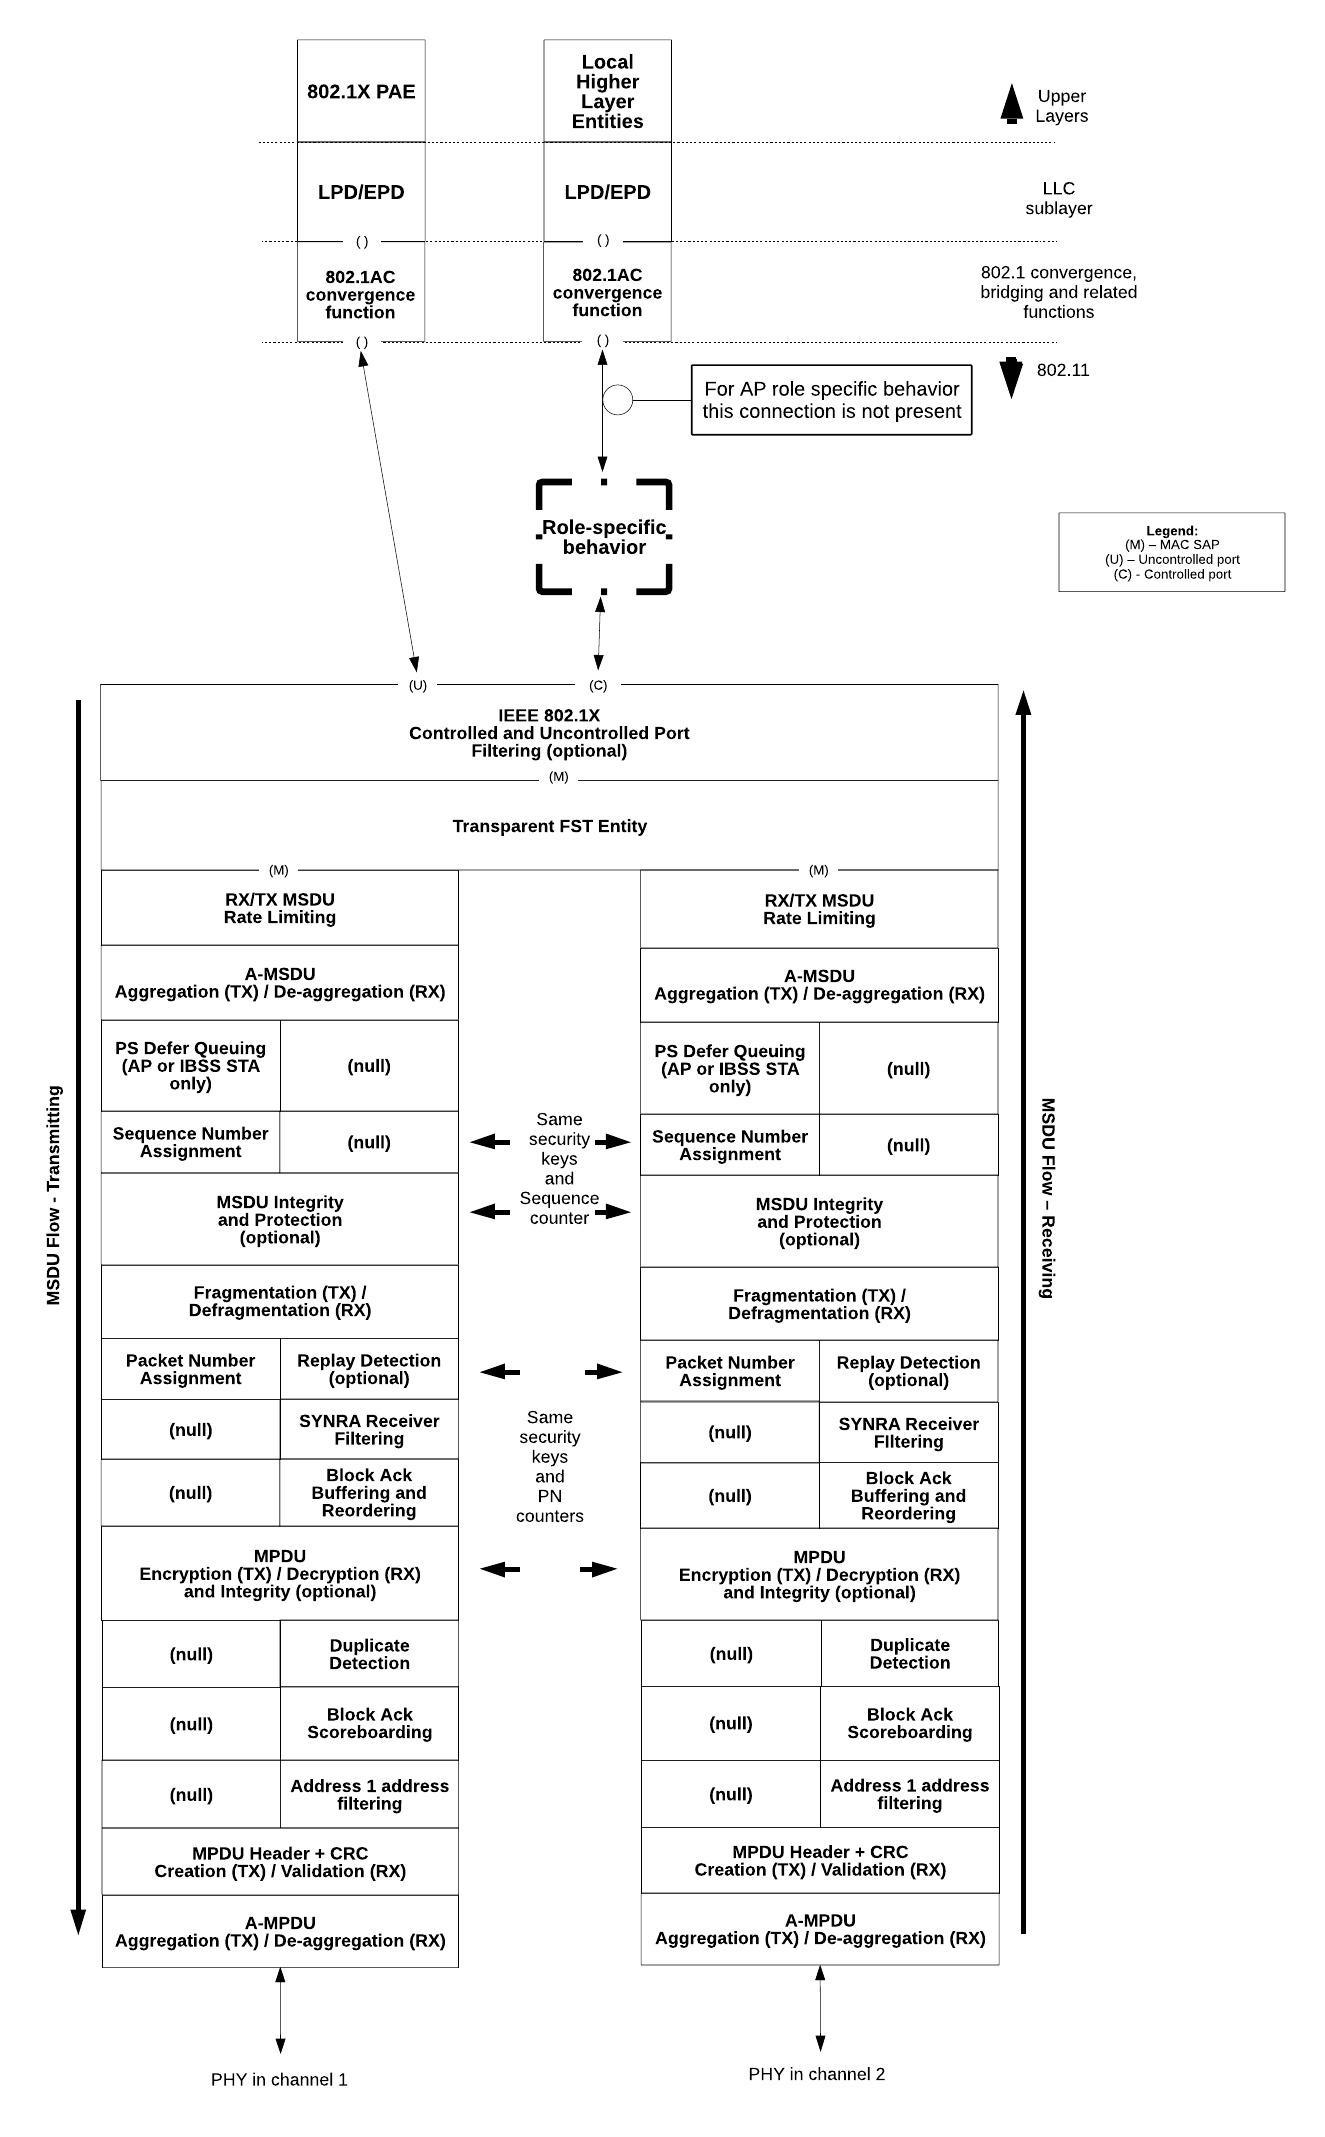 802.1X PAE
Local
Higher
Layer
Entities
Upper
Layers
LPD/EPD
LPD/EPD
LLC
sublayer
( )
( )
802.1AC
convergence
function
802.1AC
convergence
function
802.1 convergence,
bridging and related
functions
( )
( )
802.11
For AP role specific behavior
this connection is not present
Role-specific
behavior
Legend:
(M) – MAC SAP
(U) – Uncontrolled port
(C) - Controlled port
(U)
(C)
IEEE 802.1X
Controlled and Uncontrolled Port
Filtering (optional)
(M)
Transparent FST Entity
(M)
(M)
MSDU Flow - Transmitting
RX/TX MSDU
Rate Limiting
A-MSDU
Aggregation (TX) / De-aggregation (RX)
PS Defer Queuing
(AP or IBSS STA
only)
(null)
Sequence Number
Assignment
(null)
MSDU Integrity
and Protection
(optional)
Fragmentation (TX) /
Defragmentation (RX)
Packet Number
Assignment
Replay Detection
(optional)
(null)
SYNRA Receiver
Filtering
(null)
Block Ack
Buffering and
Reordering
MPDU
Encryption (TX) / Decryption (RX)
and Integrity (optional)
(null)
Duplicate
Detection
(null)
Block Ack
Scoreboarding
(null)
Address 1 address
filtering
MPDU Header + CRC
Creation (TX) / Validation (RX)
A-MPDU
Aggregation (TX) / De-aggregation (RX)
PHY in channel 1
Same
security
keys
and
Sequence
counter
Same
security
keys
and
PN
counters
RX/TX MSDU
Rate Limiting
A-MSDU
Aggregation (TX) / De-aggregation (RX)
PS Defer Queuing
(AP or IBSS STA
only)
(null)
Sequence Number
Assignment
(null)
MSDU Integrity
and Protection
(optional)
Fragmentation (TX) /
Defragmentation (RX)
Packet Number
Assignment
Replay Detection
(optional)
(null)
SYNRA Receiver
FIltering
(null)
Block Ack
Buffering and
Reordering
MPDU
Encryption (TX) / Decryption (RX)
and Integrity (optional)
(null)
Duplicate
Detection
(null)
Block Ack
Scoreboarding
(null)
Address 1 address
filtering
MPDU Header + CRC
Creation (TX) / Validation (RX)
A-MPDU
Aggregation (TX) / De-aggregation (RX)
PHY in channel 2
MSDU Flow – Receiving